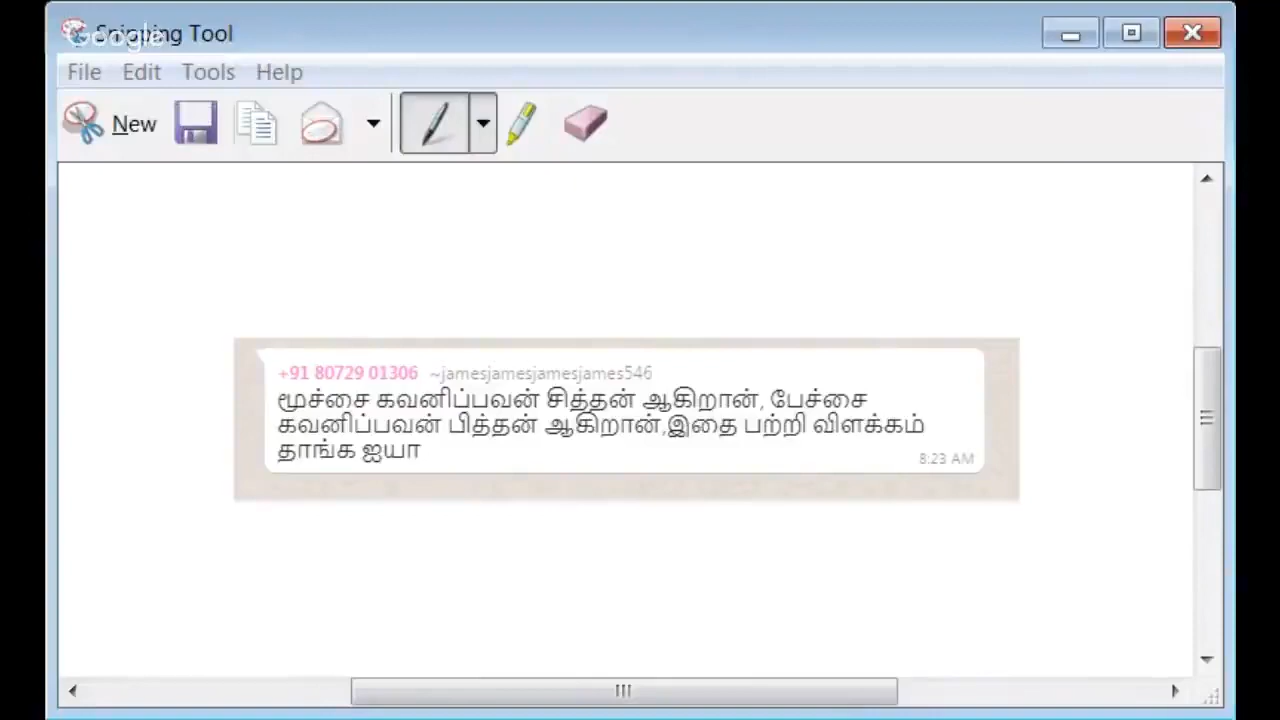 Snipping Tool
Google
File Edit Tools Help
New
+91 80729 01306 ~jamesjamesjamesjames546
மூச்சை கவனிப்பவன் சித்தன் ஆகிறான், பேச்சை
கவனிப்பவன் பித்தன் ஆகிறான்,இதை பற்றி விளக்கம்
தாங்க ஐயா
8:23 AM